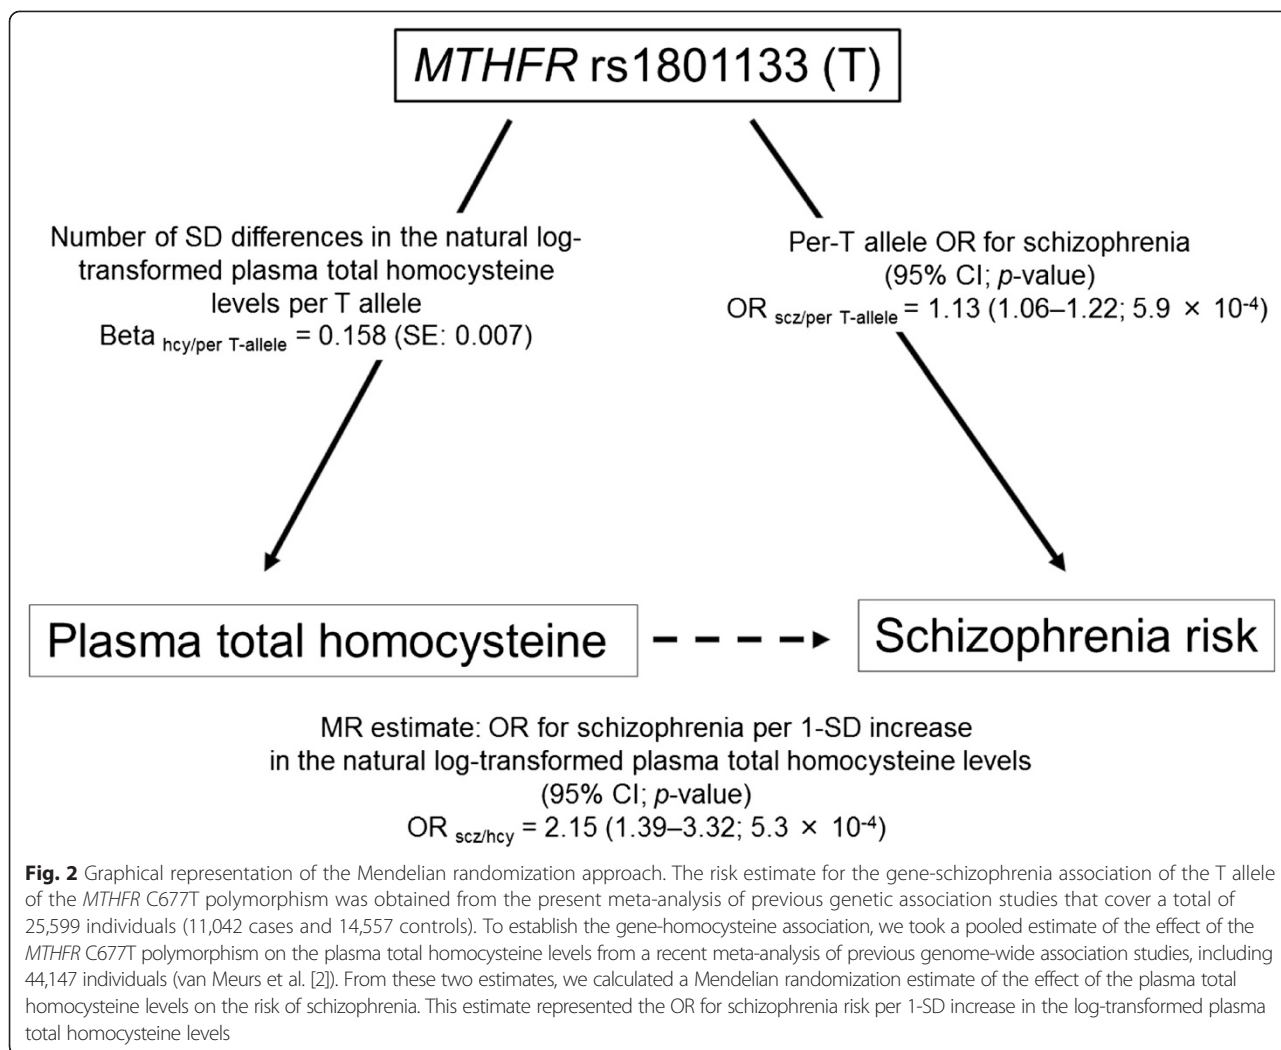 MTHFR rs1801133 (T)
Number of SD differences in the natural log-
transformed plasma total homocysteine
levels per T allele
Beta hcy/per T-allele = 0.158 (SE: 0.007)
Per-T allele OR for schizophrenia
(95% CI; p-value)
OR scz/per T-allele = 1.13 (1.06–1.22; 5.9 × 10-4)
Plasma total homocysteine
Schizophrenia risk
MR estimate: OR for schizophrenia per 1-SD increase
in the natural log-transformed plasma total homocysteine levels
(95% CI; p-value)
OR scz/hcy = 2.15 (1.39–3.32; 5.3 × 10-4)
Fig. 2 Graphical representation of the Mendelian randomization approach. The risk estimate for the gene-schizophrenia association of the T allele
of the MTHFR C677T polymorphism was obtained from the present meta-analysis of previous genetic association studies that cover a total of
25,599 individuals (11,042 cases and 14,557 controls). To establish the gene-homocysteine association, we took a pooled estimate of the effect of the
MTHFR C677T polymorphism on the plasma total homocysteine levels from a recent meta-analysis of previous genome-wide association studies, including
44,147 individuals (van Meurs et al. [2]). From these two estimates, we calculated a Mendelian randomization estimate of the effect of the plasma total
homocysteine levels on the risk of schizophrenia. This estimate represented the OR for schizophrenia risk per 1-SD increase in the log-transformed plasma
total homocysteine levels